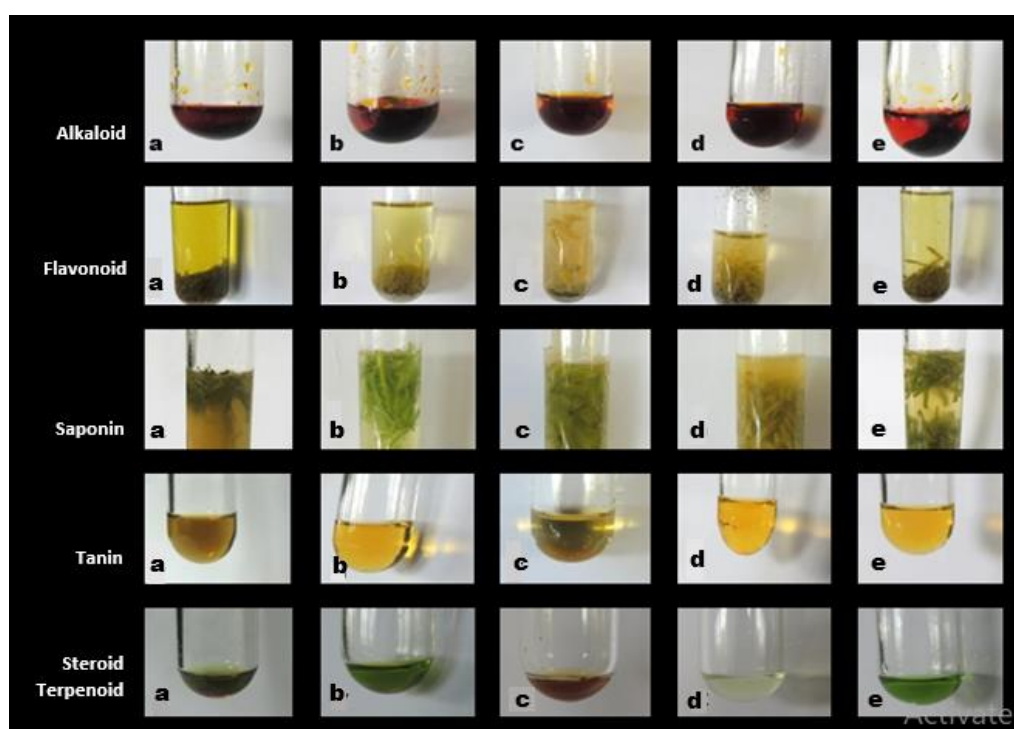 Alkaloid
a
b
c
d
e
Flavonoid
a
b
c
d
e
Saponin
a
b
c
d
e
Tanin
a
b
c
d
e
Steroid
Terpenoid
a
b
c
d
e
Activate